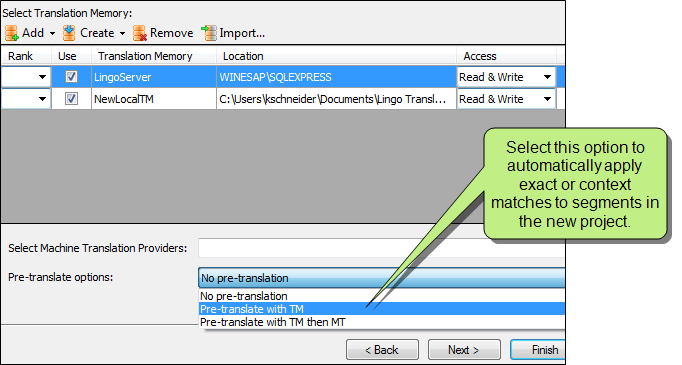 Select Translation Memory:
Add Create Remove Import...
Rank Use Translation Memory Location Access
LingoServer WINESAP\SQLEXPRESS Read & Write
NewLocalTM C:\Users\kschneider\Documents\Lingo Transl... Read & Write
Select this option to
automatically apply
exact or context
matches to segments in
the new project.
Select Machine Translation Providers:
Pre-translate options: No pre-translation
No pre-translation
Pre-translate with TM
Pre-translate with TM then MT
< Back Next > Finish